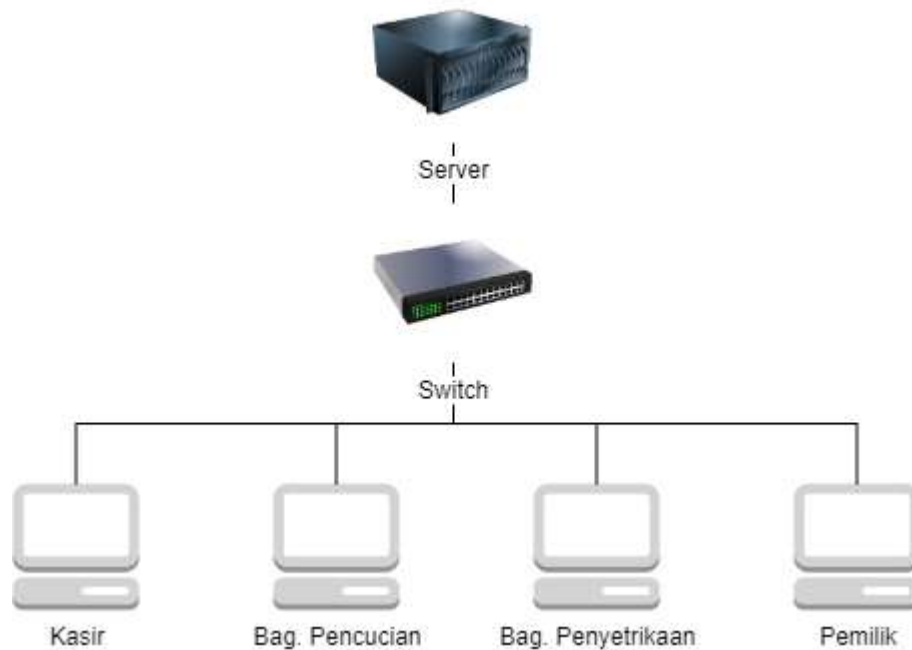 Server
Switch
Kasir
Bag. Pencucian
Bag. Penyetrikaan
Pemilik